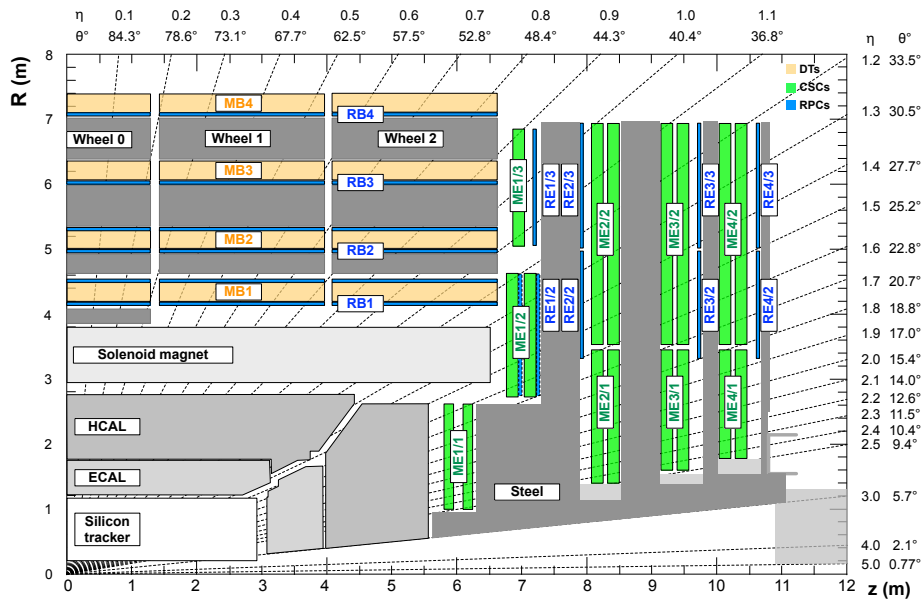 η 0.1 0.2 0.3 0.4 0.5 0.6 0.7 0.8 0.9 1.0 1.1
θ° 84.3° 78.6° 73.1° 67.7° 62.5° 57.5° 52.8° 48.4° 44.3° 40.4° 36.8° η θ°
R (m)
8
7
6
5
4
3
2
1
0
1.2 33.5°
1.3 30.5°
1.4 27.7°
1.5 25.2°
1.6 22.8°
1.7 20.7°
1.8 18.8°
1.9 17.0°
2.0 15.4°
2.1 14.0°
2.2 12.6°
2.3 11.5°
2.4 10.4°
2.5 9.4°
3.0 5.7°
4.0 2.1°
5.0 0.77°
DTs
CSCs
RPCs
MB4
RB4
Wheel 0 Wheel 1 Wheel 2
MB3
RB3
MB2
RB2
MB1
RB1
Solenoid magnet
HCAL
ECAL
Silicon
tracker
Steel
ME1/3
RE1/3
RE2/3
ME2/2
ME3/2
RE3/3
ME4/2
RE4/3
ME1/2
RE1/2
RE2/2
RE3/2
RE4/2
ME1/1
ME2/1
ME3/1
ME4/1
0 1 2 3 4 5 6 7 8 9 10 11 12
z (m)